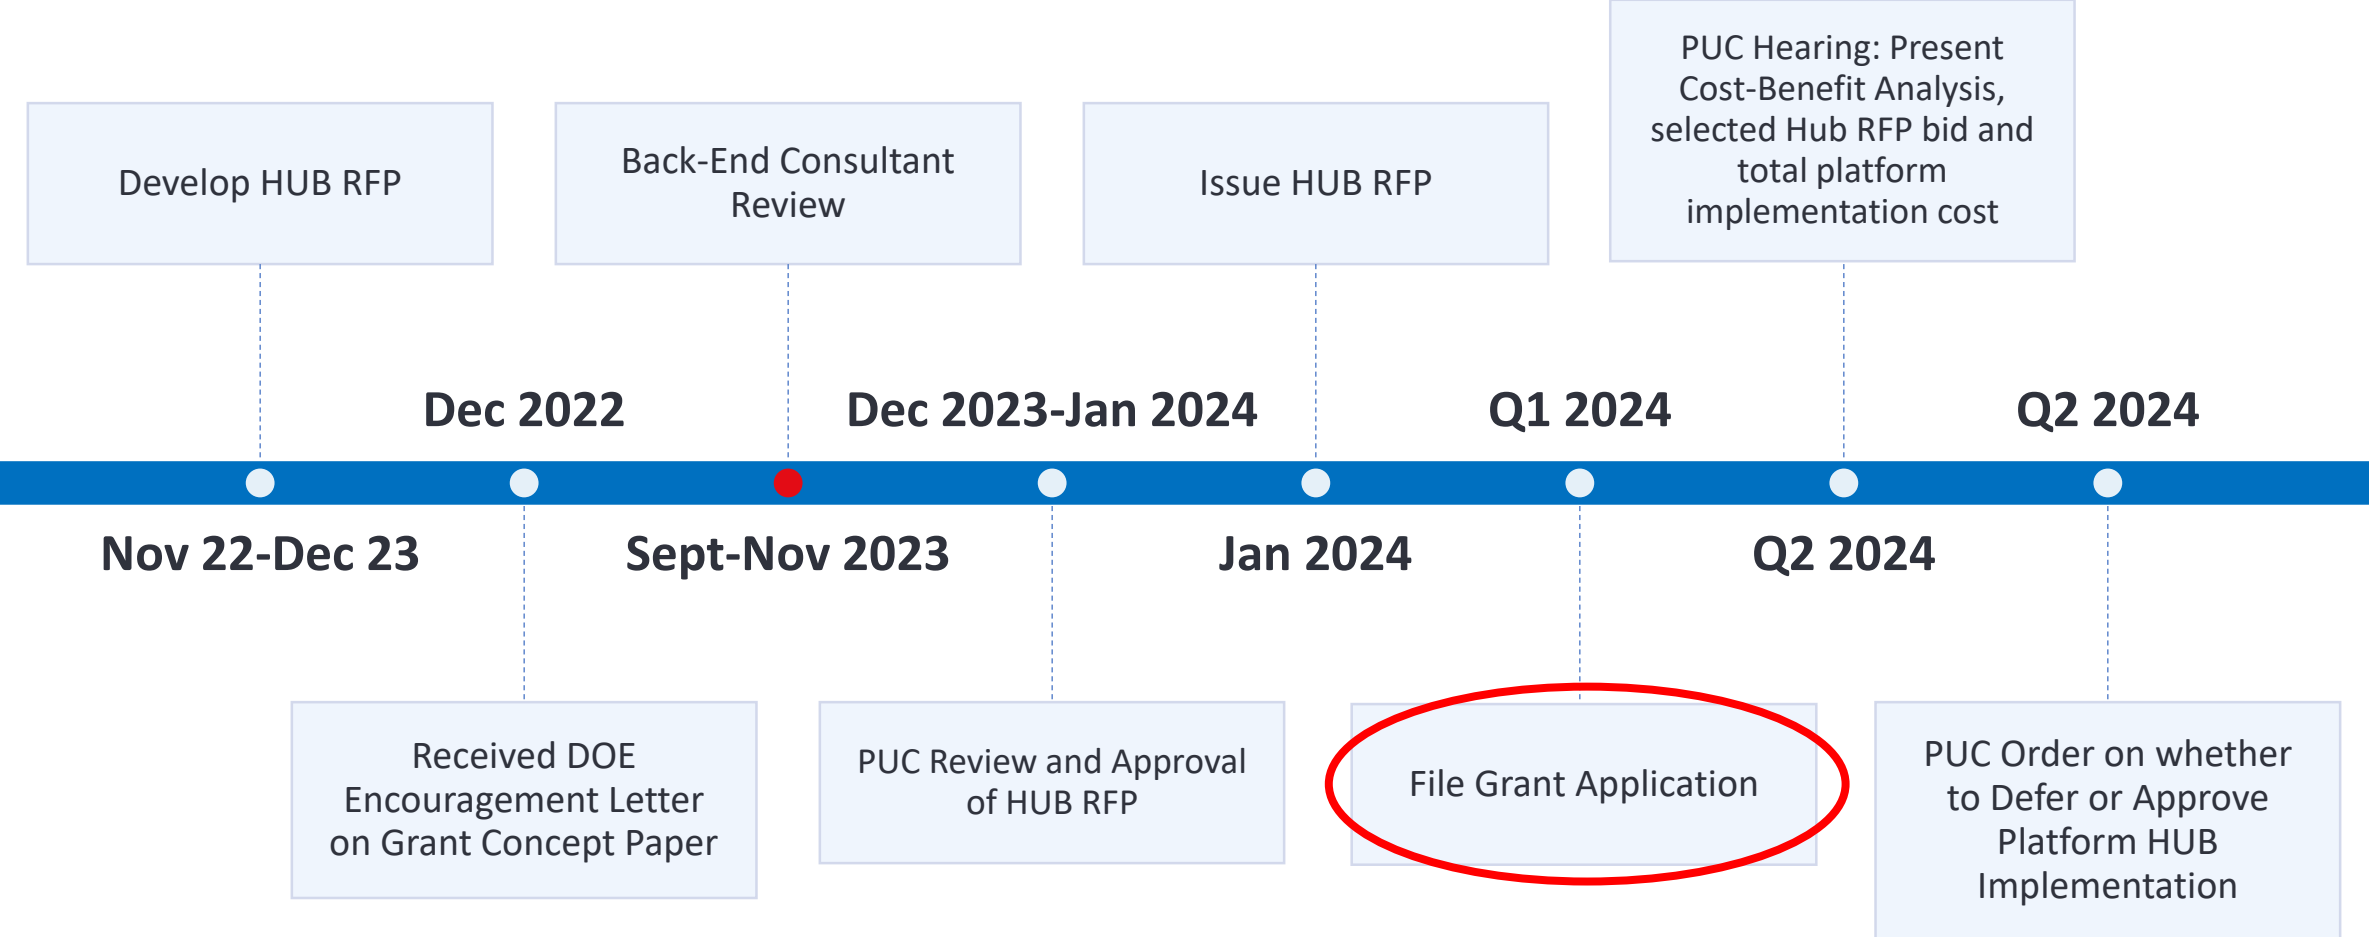 PUC Hearing: Present
Cost-Benefit Analysis,
selected Hub RFP bid and
total platform
implementation cost
Develop HUB RFP
Back-End Consultant
Review
Issue HUB RFP
Dec 2022
Dec 2023-Jan 2024
Q1 2024
Q2 2024
Nov 22-Dec 23
Sept-Nov 2023
Jan 2024
Q2 2024
Received DOE
Encouragement Letter
on Grant Concept Paper
PUC Review and Approval
of HUB RFP
File Grant Application
PUC Order on whether
to Defer or Approve
Platform HUB
Implementation